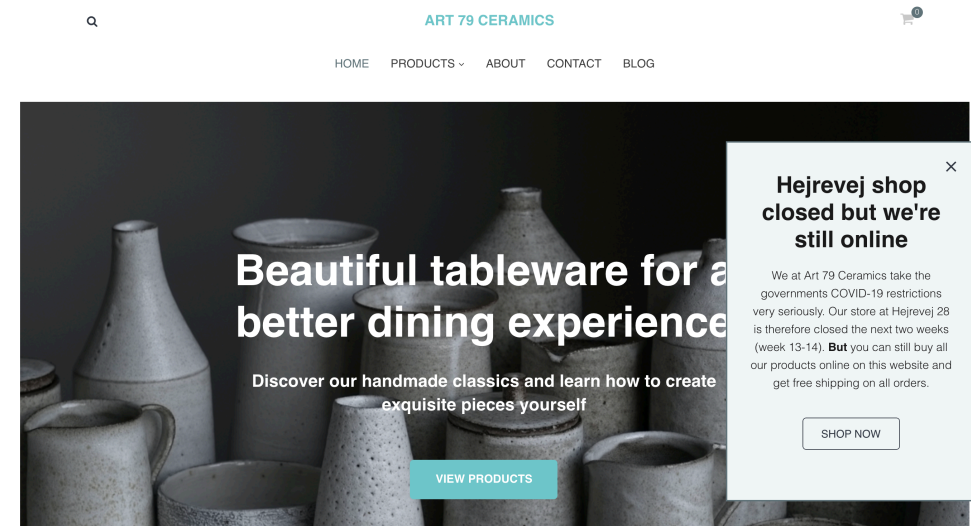 ART 79 CERAMICS
0
HOME PRODUCTS ABOUT CONTACT BLOG
Beautiful tableware for a
better dining experience
Discover our handmade classics and learn how to create
exquisite pieces yourself
VIEW PRODUCTS
Hejrevej shop
closed but we're
still online
We at Art 79 Ceramics take the
governments COVID-19 restrictions
very seriously. Our store at Hejrevej 28
is therefore closed the next two weeks
(week 13-14). But you can still buy all
our products online on this website and
get free shipping on all orders.
SHOP NOW